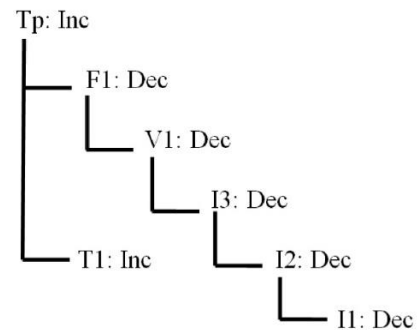 Tp: Inc
F1: Dec
V1: Dec
I3: Dec
T1: Inc
I2: Dec
I1: Dec